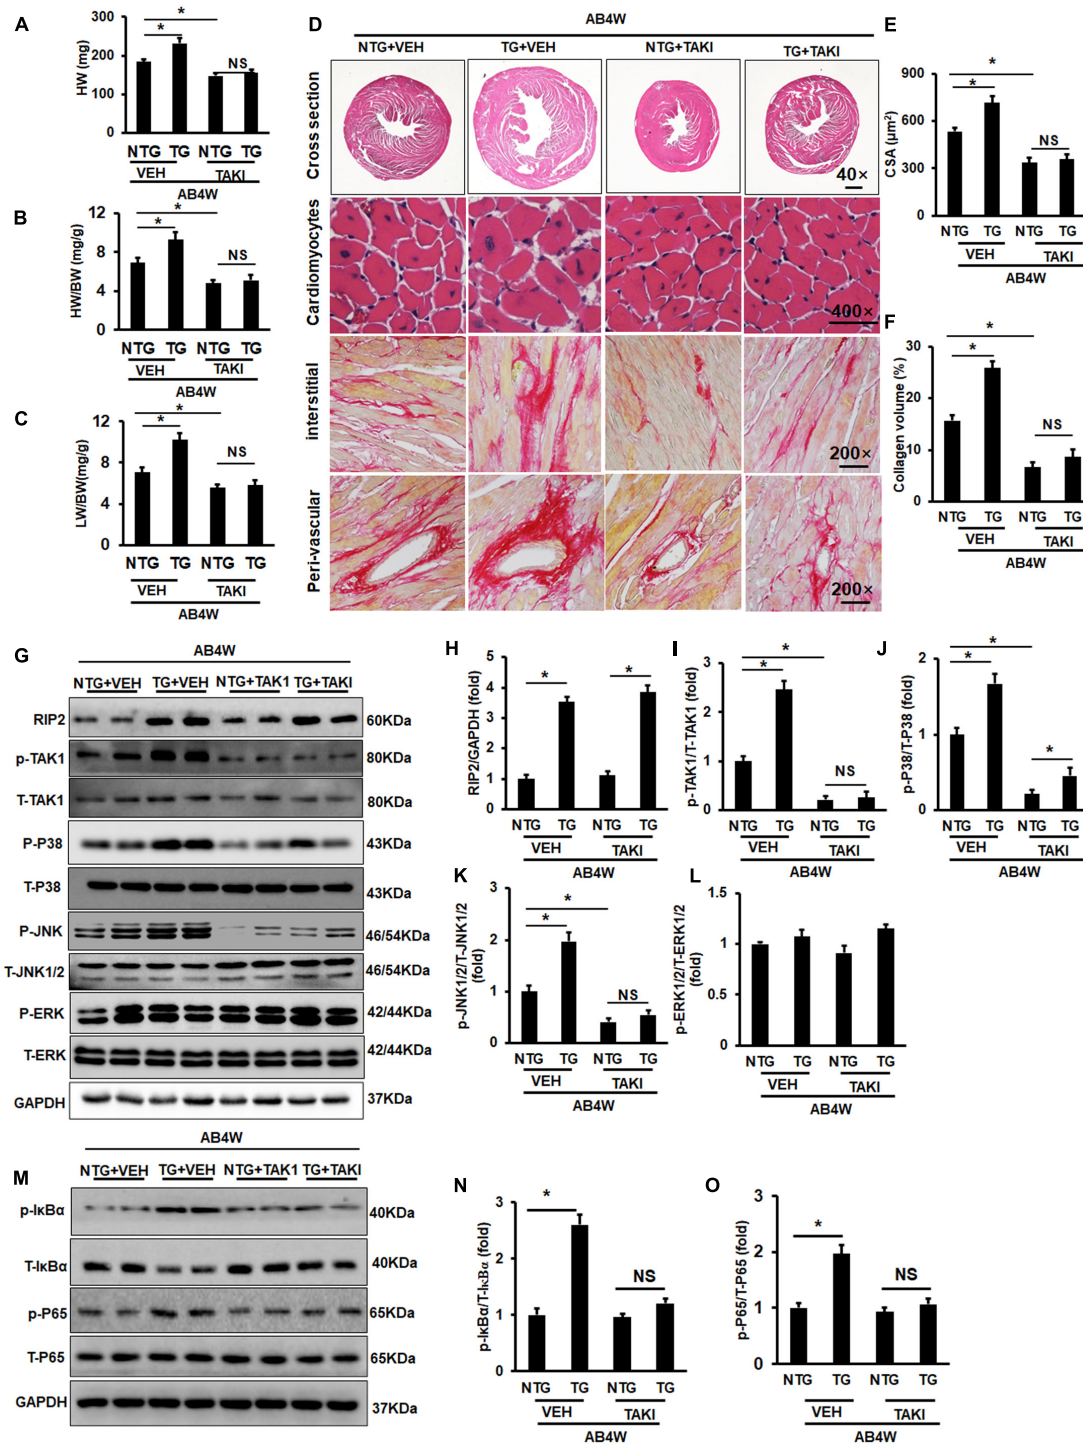 A
HW (mg)
300
200
100
0
*
*
NS
NTG TG NTG TG
VEH TAKI
AB4W
B
HW/BW (mg/g)
12
8
4
0
*
*
NS
NTG TG NTG TG
VEH TAKI
AB4W
C
LW/BW(mg/g)
12
9
6
3
0
*
*
NS
NTG TG NTG TG
VEH TAKI
AB4W
D
AB4W
NTG+VEH TG+VEH NTG+TAKI TG+TAKI
Cross section
40×
Cardiomyocytes
400×
interstitial
200×
Peri-vascular
200×
E
CSA (μm²)
900
600
300
0
*
*
NS
NTG TG NTG TG
VEH TAKI
AB4W
F
Collagen volume (%)
30
20
10
0
*
*
NS
NTG TG NTG TG
VEH TAKI
AB4W
G
AB4W
NTG+VEH TG+VEH NTG+TAK1 TG+TAKI
RIP2 60KDa
p-TAK1 80KDa
T-TAK1 80KDa
P-P38 43KDa
T-P38 43KDa
P-JNK 46/54KDa
T-JNK1/2 46/54KDa
P-ERK 42/44KDa
T-ERK 42/44KDa
GAPDH 37KDa
H
RIP2/GAPDH (fold)
5
4
3
2
1
0
*
*
NTG TG NTG TG
VEH TAKI
AB4W
I
p-TAK1/T-TAK1 (fold)
3
2
1
0
*
*
NS
NTG TG NTG TG
VEH TAKI
AB4W
J
p-P38/T-P38 (fold)
2
1
0
*
*
*
NTG TG NTG TG
VEH TAKI
AB4W
K
p-JNK1/2/T-JNK1/2
(fold)
3
2
1
0
*
*
NS
NTG TG NTG TG
VEH TAKI
AB4W
L
p-ERK1/2/T-ERK1/2
(fold)
1.5
1
0.5
0
NTG TG NTG TG
VEH TAKI
AB4W
M
AB4W
NTG+VEH TG+VEH NTG+TAK1 TG+TAKI
p-IκBα 40KDa
T-IκBα 40KDa
p-P65 65KDa
T-P65 65KDa
GAPDH 37KDa
N
p-IκBα/T-IκBα (fold)
3
2
1
0
*
NS
NTG TG NTG TG
VEH TAKI
AB4W
O
p-P65/T-P65 (fold)
3
2
1
0
*
NS
NTG TG NTG TG
VEH TAKI
AB4W